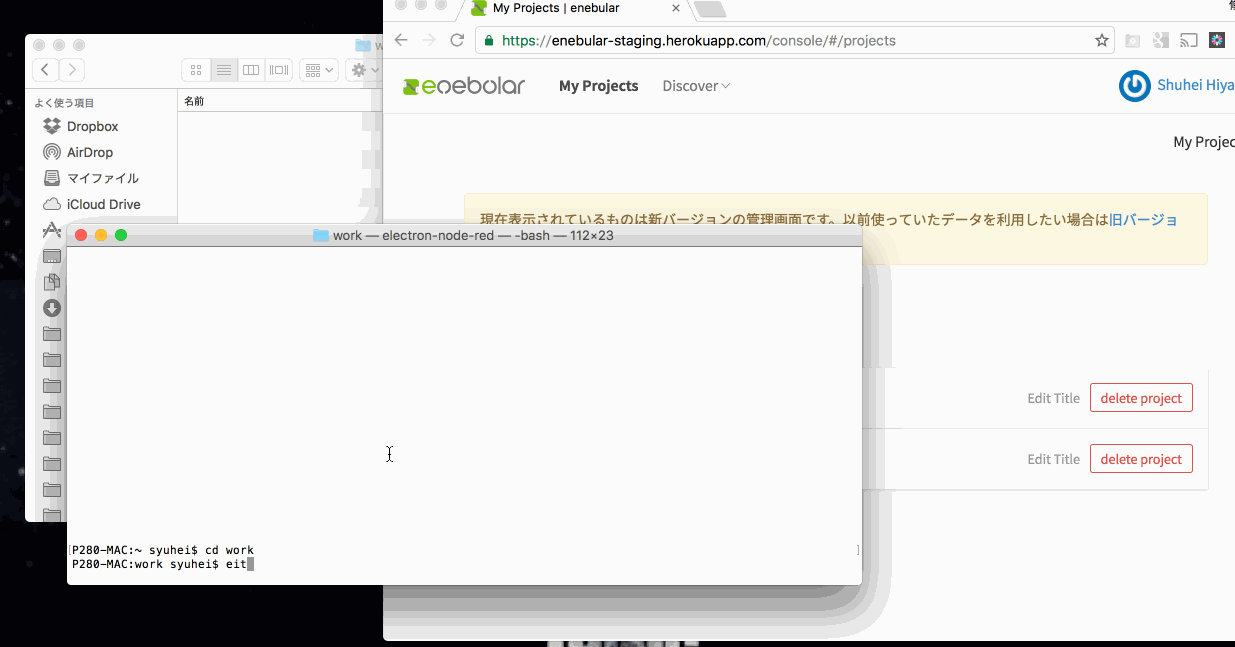 My Projects | enebular
https://enebular-staging.herokuapp.com/console/#/projects
enebular
My Projects
Discover
Shuhei Hiya
My Projec
よく使う項目
名前
Dropbox
AirDrop
マイファイル
iCloud Drive
現在表示されているものは新バージョンの管理画面です。以前使っていたデータを利用したい場合は旧バージョ
work — electron-node-red — -bash — 112×23
Edit Title
delete project
Edit Title
delete project
P280-MAC:~ syuhei$ cd work
P280-MAC:work syuhei$ eit